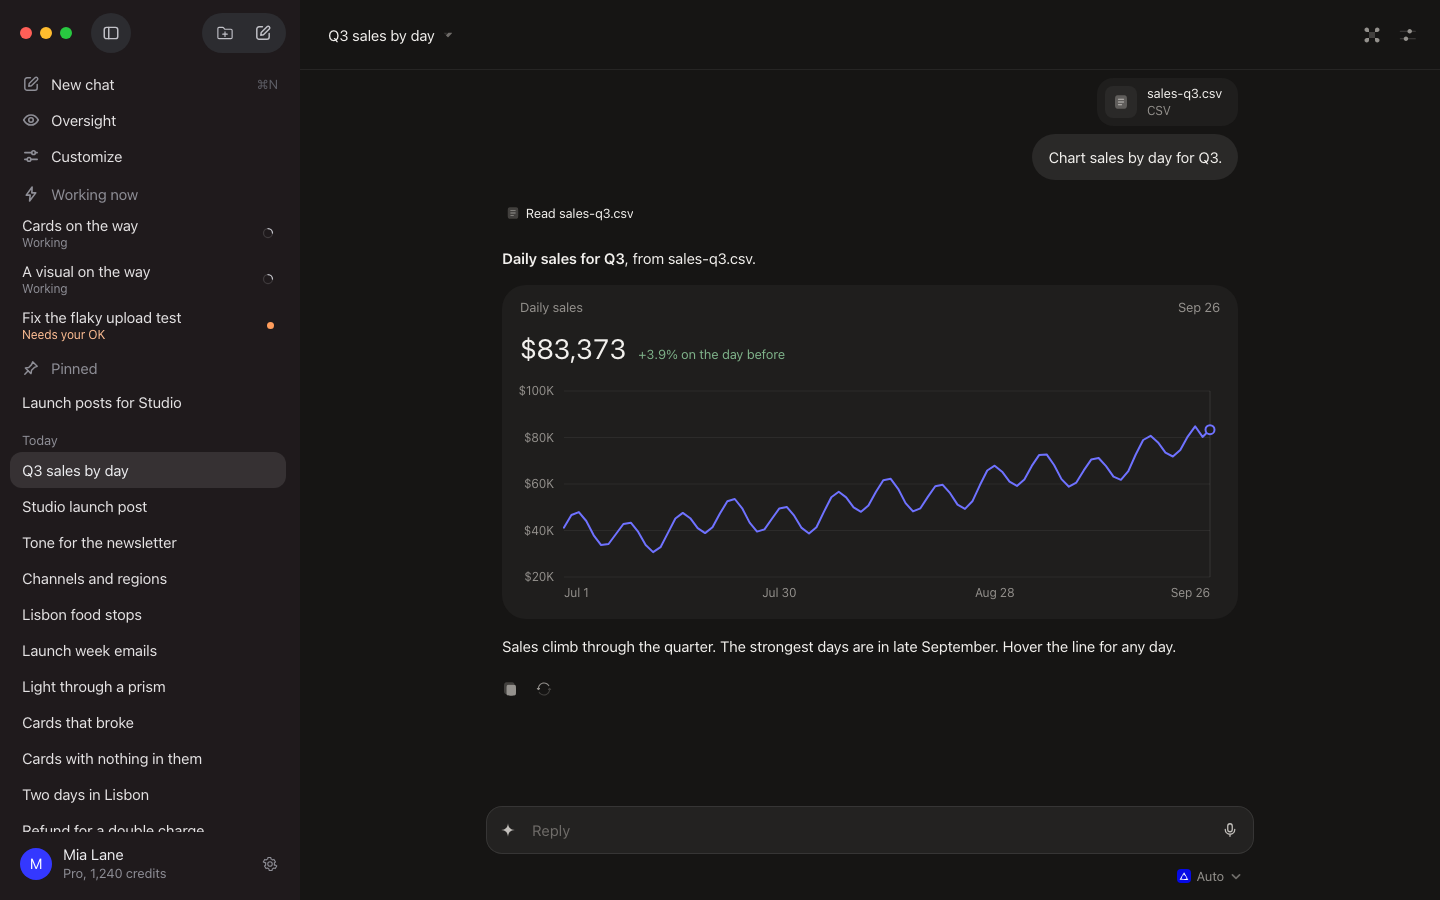 Q3 sales by day
New chat
⌘N
Oversight
Customize
Working now
Cards on the way
Working
A visual on the way
Working
Fix the flaky upload test
Needs your OK
Pinned
Launch posts for Studio
Today
Q3 sales by day
Studio launch post
Tone for the newsletter
Channels and regions
Lisbon food stops
Launch week emails
Light through a prism
Cards that broke
Cards with nothing in them
Two days in Lisbon
Refund for a double charge
M
Mia Lane
Pro, 1,240 credits
sales-q3.csv
CSV
Chart sales by day for Q3.
Read sales-q3.csv
Daily sales for Q3, from sales-q3.csv.
Daily sales
Sep 26
$83,373 +3.9% on the day before
$100K
$80K
$60K
$40K
$20K
Jul 1
Jul 30
Aug 28
Sep 26
Sales climb through the quarter. The strongest days are in late September. Hover the line for any day.
Reply
Auto